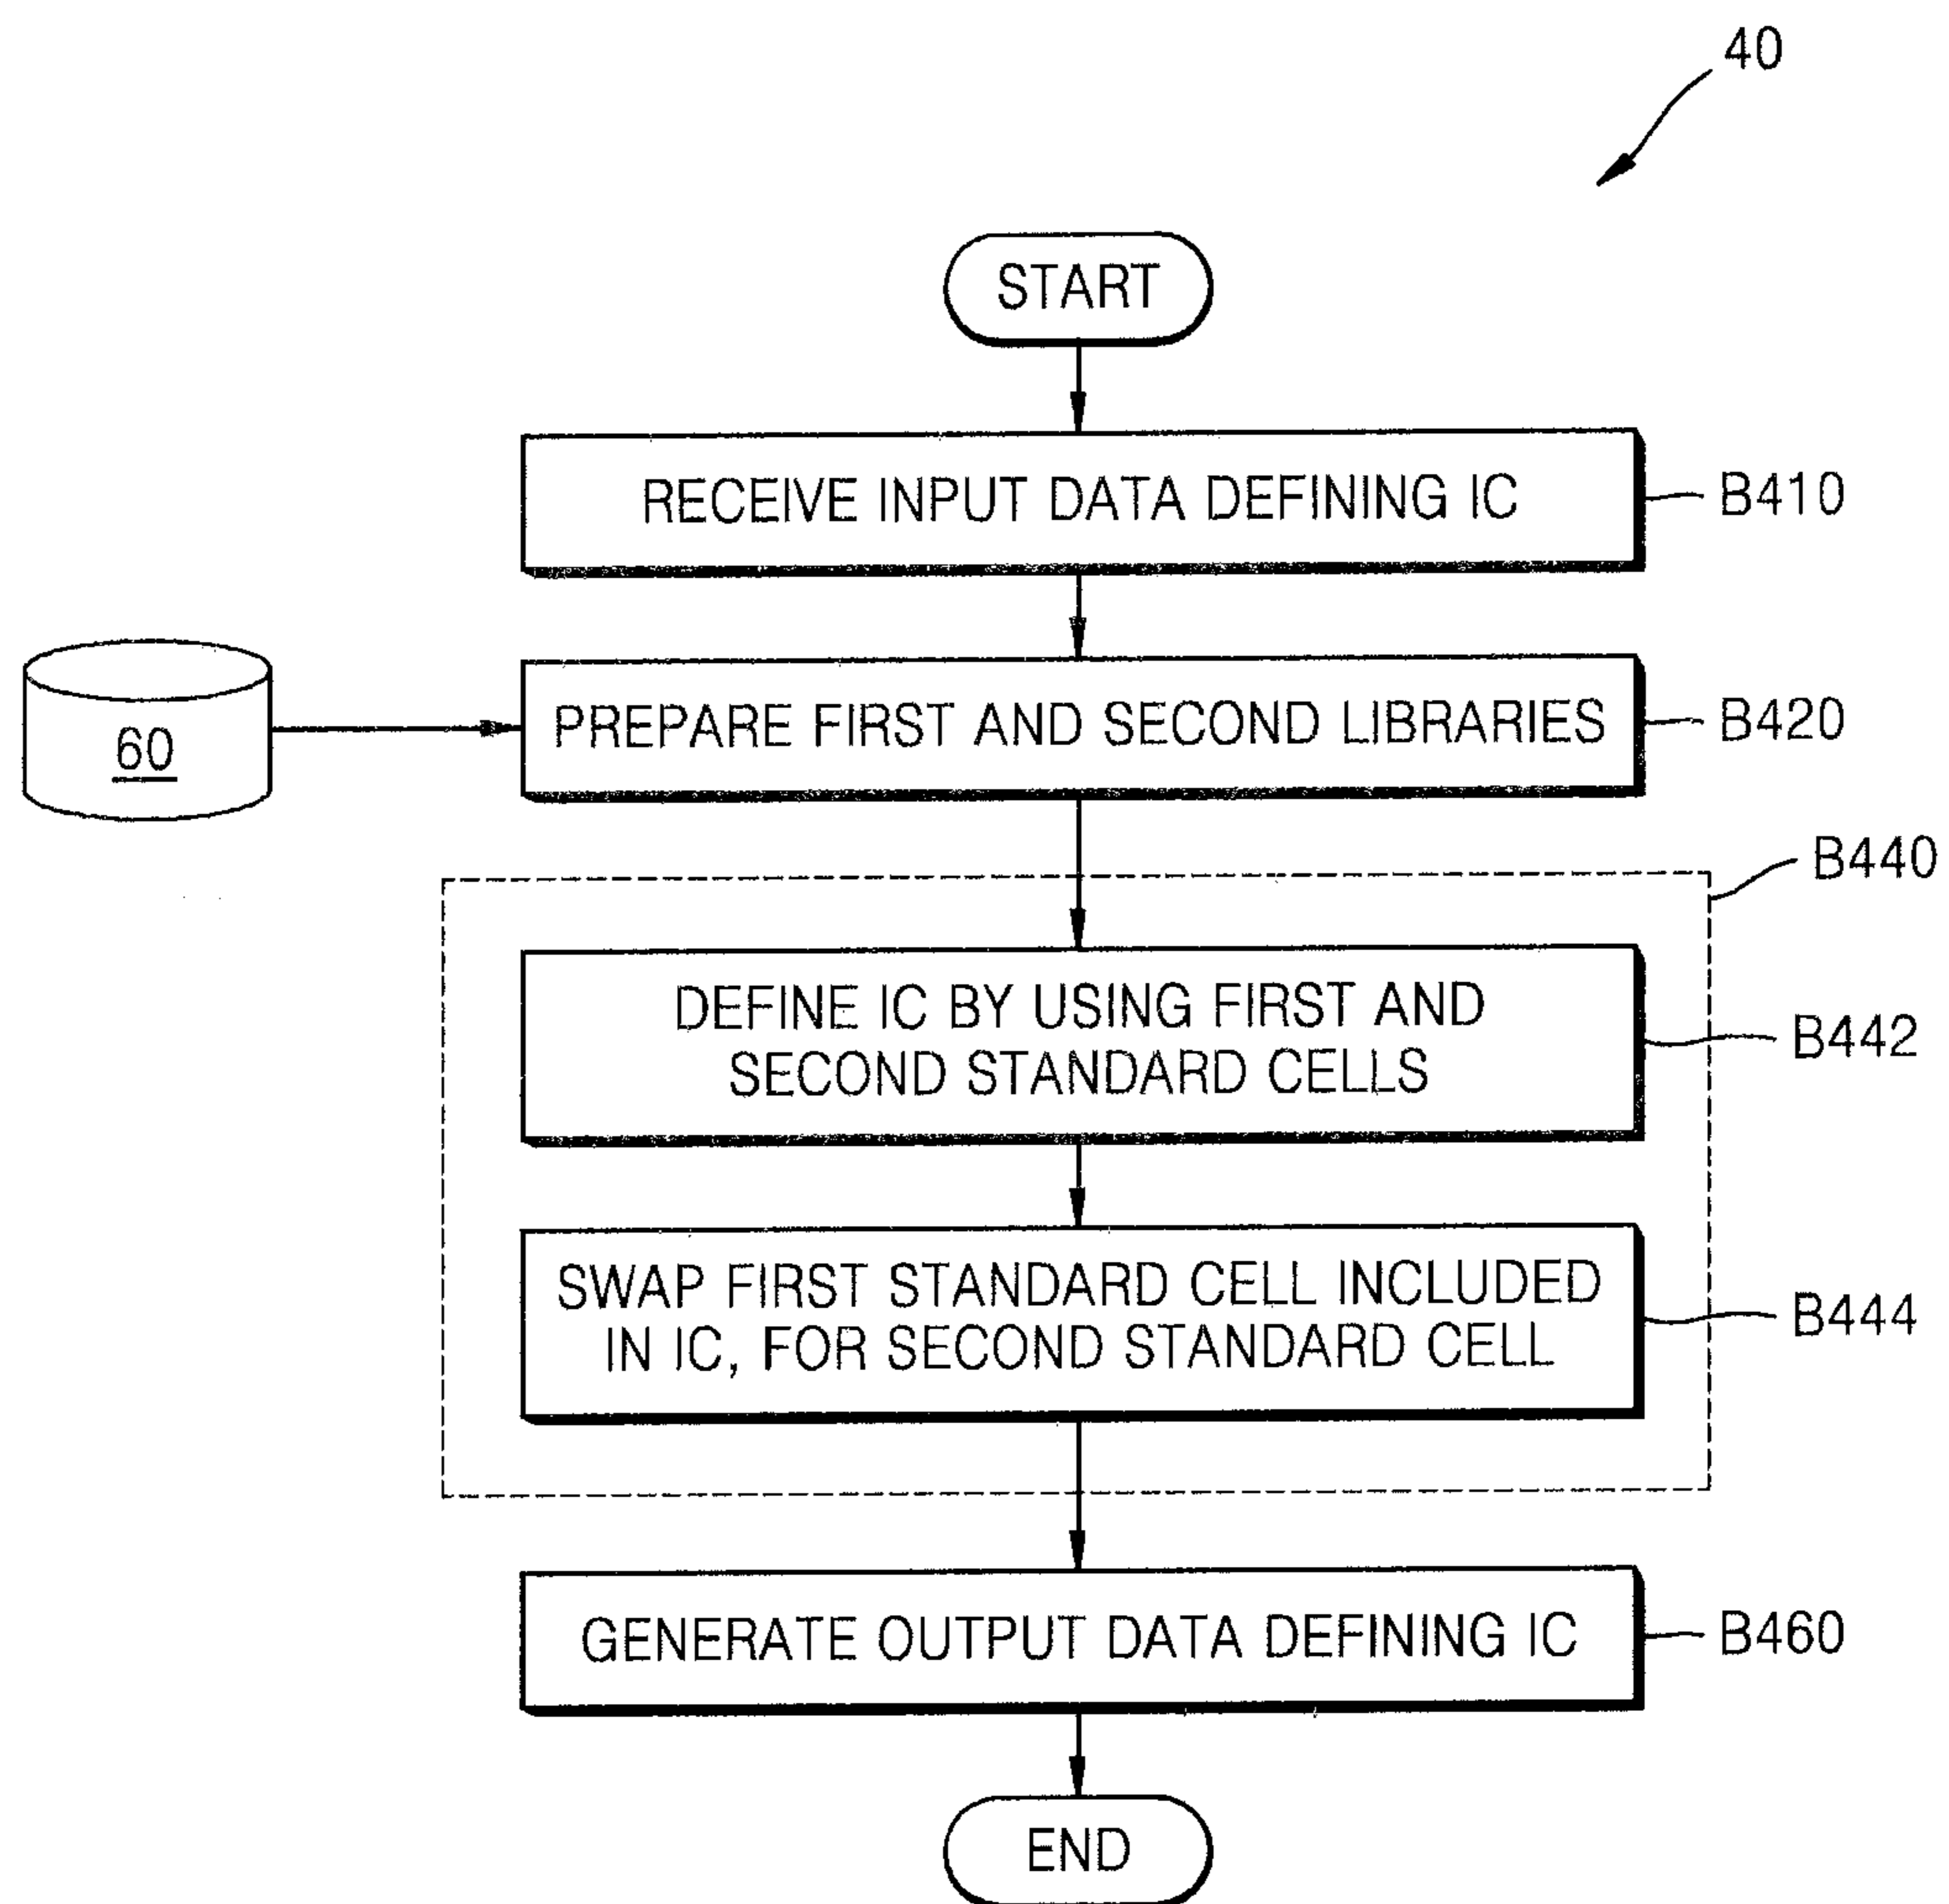 40
START
RECEIVE INPUT DATA DEFINING IC
B410
60
PREPARE FIRST AND SECOND LIBRARIES
B420
B440
DEFINE IC BY USING FIRST AND
SECOND STANDARD CELLS
B442
SWAP FIRST STANDARD CELL INCLUDED
IN IC, FOR SECOND STANDARD CELL
B444
GENERATE OUTPUT DATA DEFINING IC
B460
END